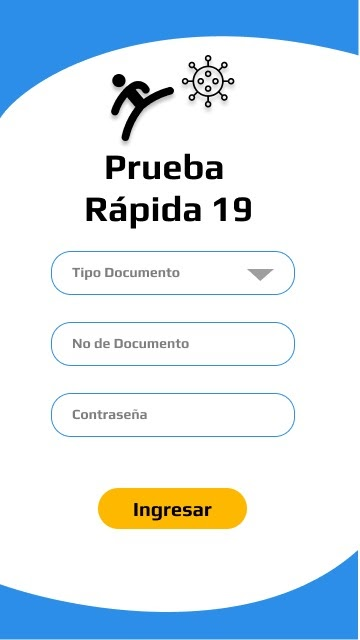 Prueba
Rápida 19
Tipo Documento
No de Documento
Contraseña
Ingresar